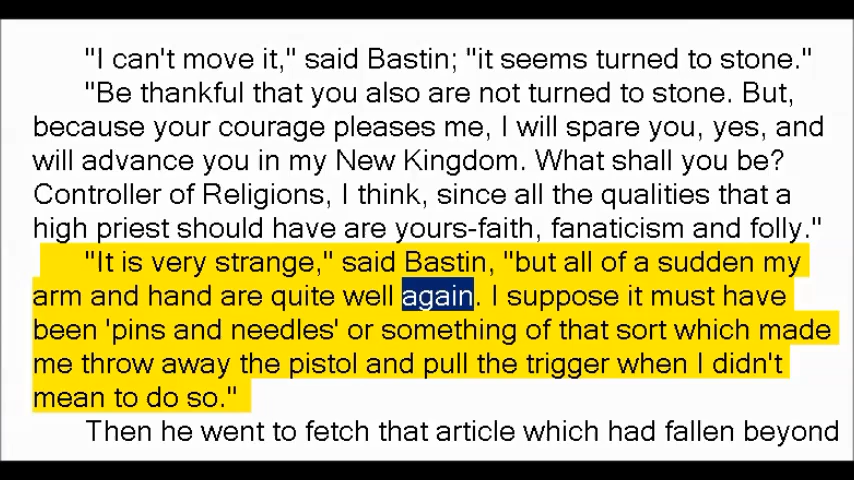 "I can't move it," said Bastin; "it seems turned to stone."
"Be thankful that you also are not turned to stone. But,
because your courage pleases me, I will spare you, yes, and
will advance you in my New Kingdom. What shall you be?
Controller of Religions, I think, since all the qualities that a
high priest should have are yours-faith, fanaticism and folly."
"It is very strange," said Bastin, "but all of a sudden my
arm and hand are quite well again. I suppose it must have
been 'pins and needles' or something of that sort which made
me throw away the pistol and pull the trigger when I didn't
mean to do so."
Then he went to fetch that article which had fallen beyond